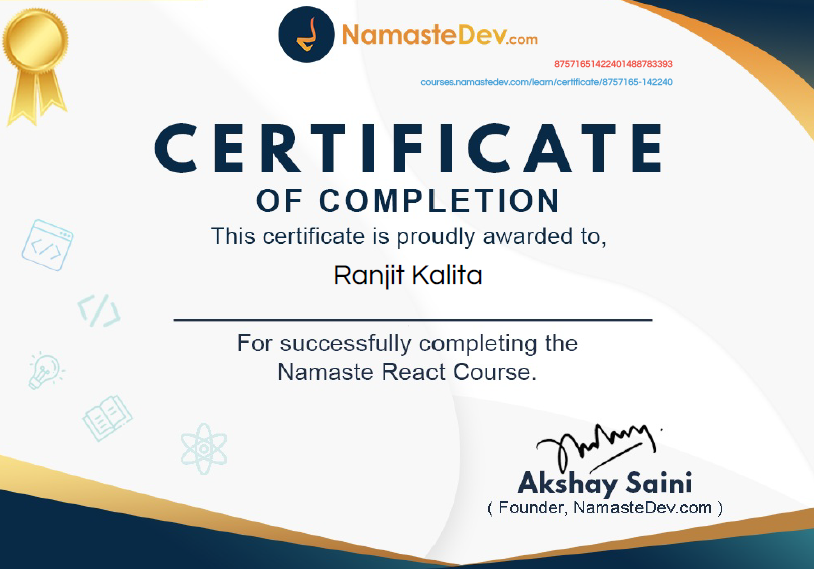 NamasteDev.com
87571651422401488783393
courses.namastedev.com/learn/certificate/8757165-142240
CERTIFICATE
OF COMPLETION
This certificate is proudly awarded to,
Ranjit Kalita
For successfully completing the
Namaste React Course.
Akshay Saini
( Founder, NamasteDev.com )